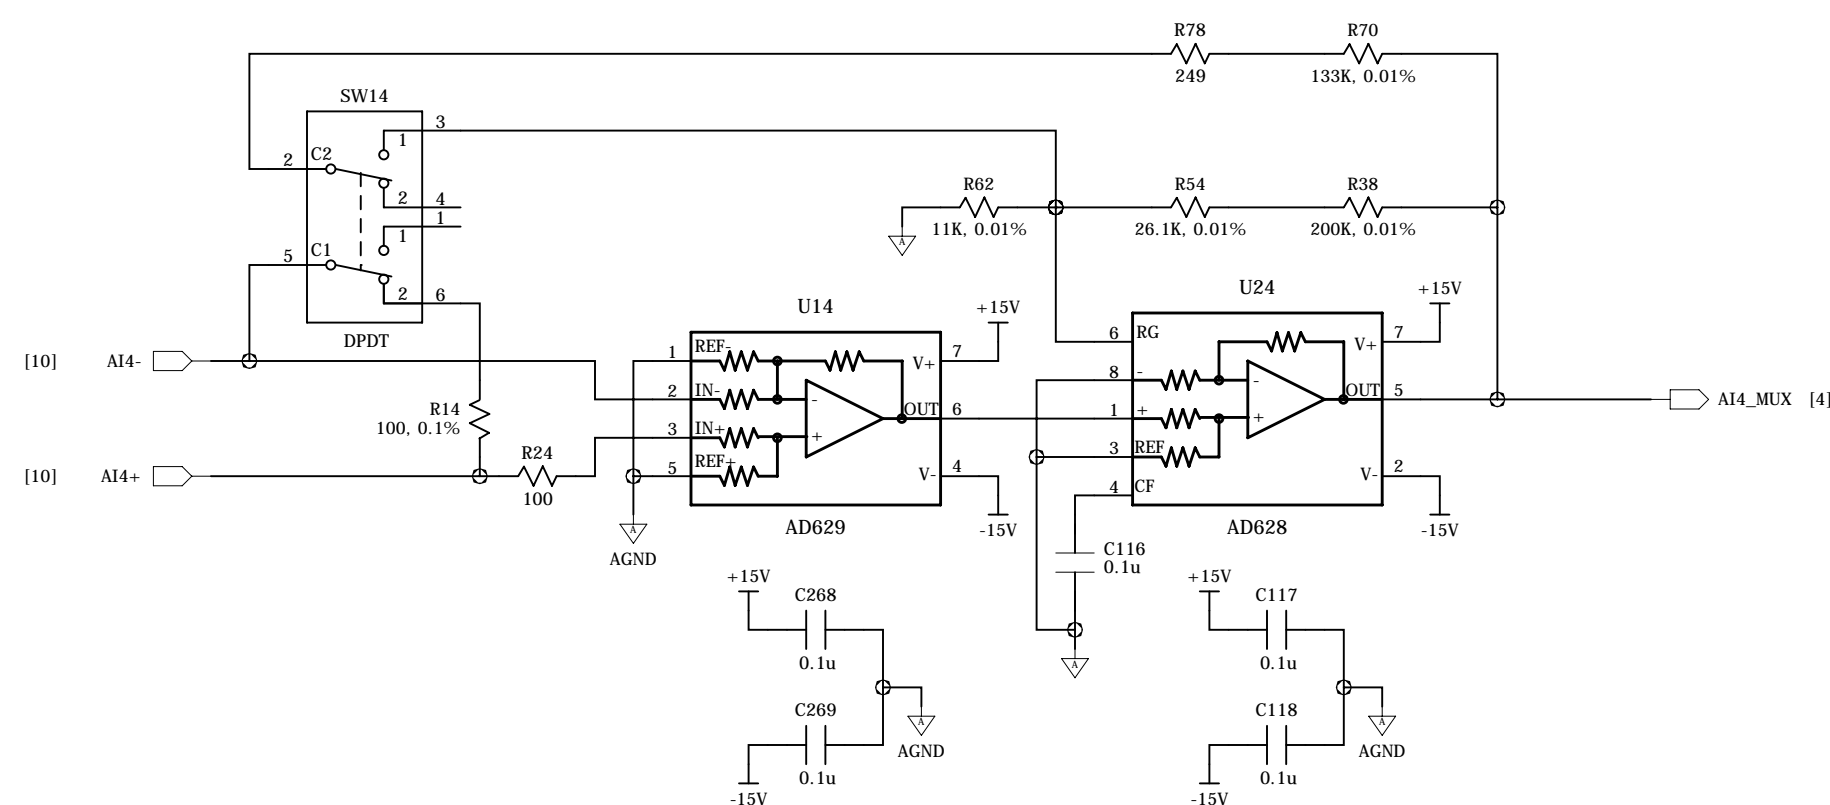 R78
R70
249
133K, 0.01%
SW14
3
1
2
C2
2
4
1
1
R62
R54
R38
11K, 0.01%
26.1K, 0.01%
200K, 0.01%
A
5
C1
2
6
DPDT
U14
+15V
U24
+15V
[10]
AI4-
1
REF-
V+
7
6
RG
V+
7
2
IN-
-
8
-
-
OUT
5
AI4_MUX
[4]
R14
100, 0.1%
OUT
6
1
+
+
3
IN+
+
R24
[10]
AI4+
100
5
REF+
V-
4
3
REF
V-
2
4
CF
A
AGND
AD629
-15V
AD628
-15V
C116
0.1u
+15V
C268
0.1u
A
+15V
C117
0.1u
C269
0.1u
-15V
A
AGND
C118
0.1u
-15V
A
AGND